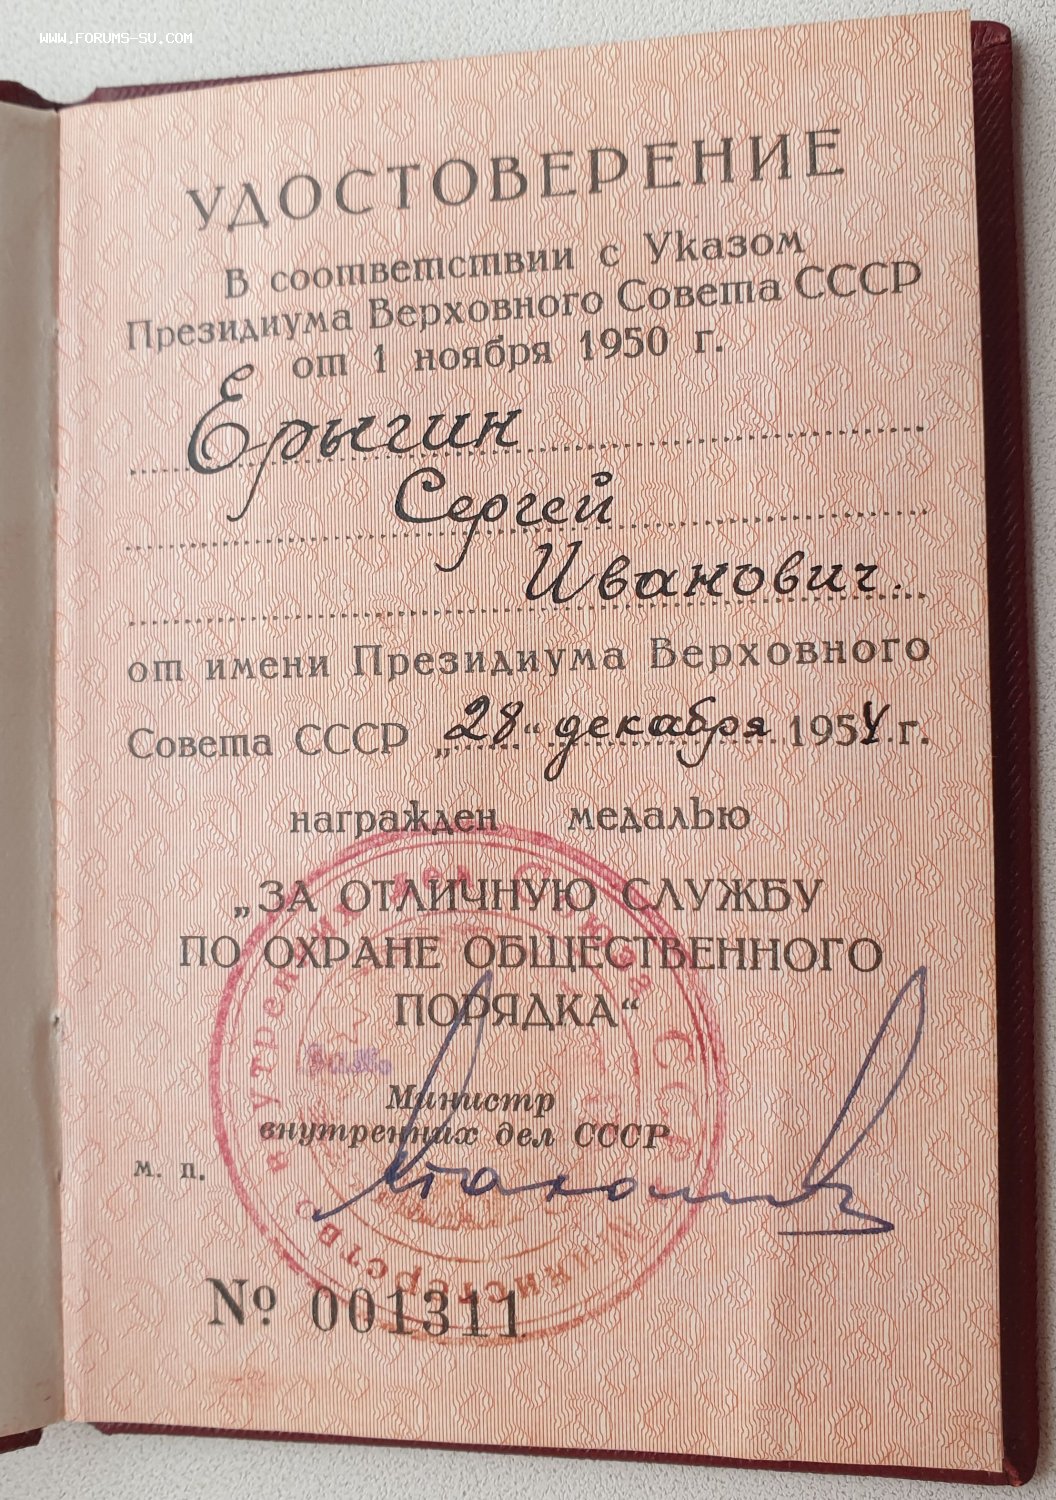 WWW.FORUMS-SU.COM
УДОСТОВЕРЕНИЕ
В соответствии с Указом
Президиума Верховного Совета СССР
от 1 ноября 1950 г.
Ерыгин
Сергей
Иванович.
от имени Президиума Верховного
Совета СССР „28“ декабря 1954 г.
награжден медалью
„ЗА ОТЛИЧНУЮ СЛУЖБУ
ПО ОХРАНЕ ОБЩЕСТВЕННОГО
ПОРЯДКА“
Зам.
Министр
внутренних дел СССР
м. п.
№ 001311